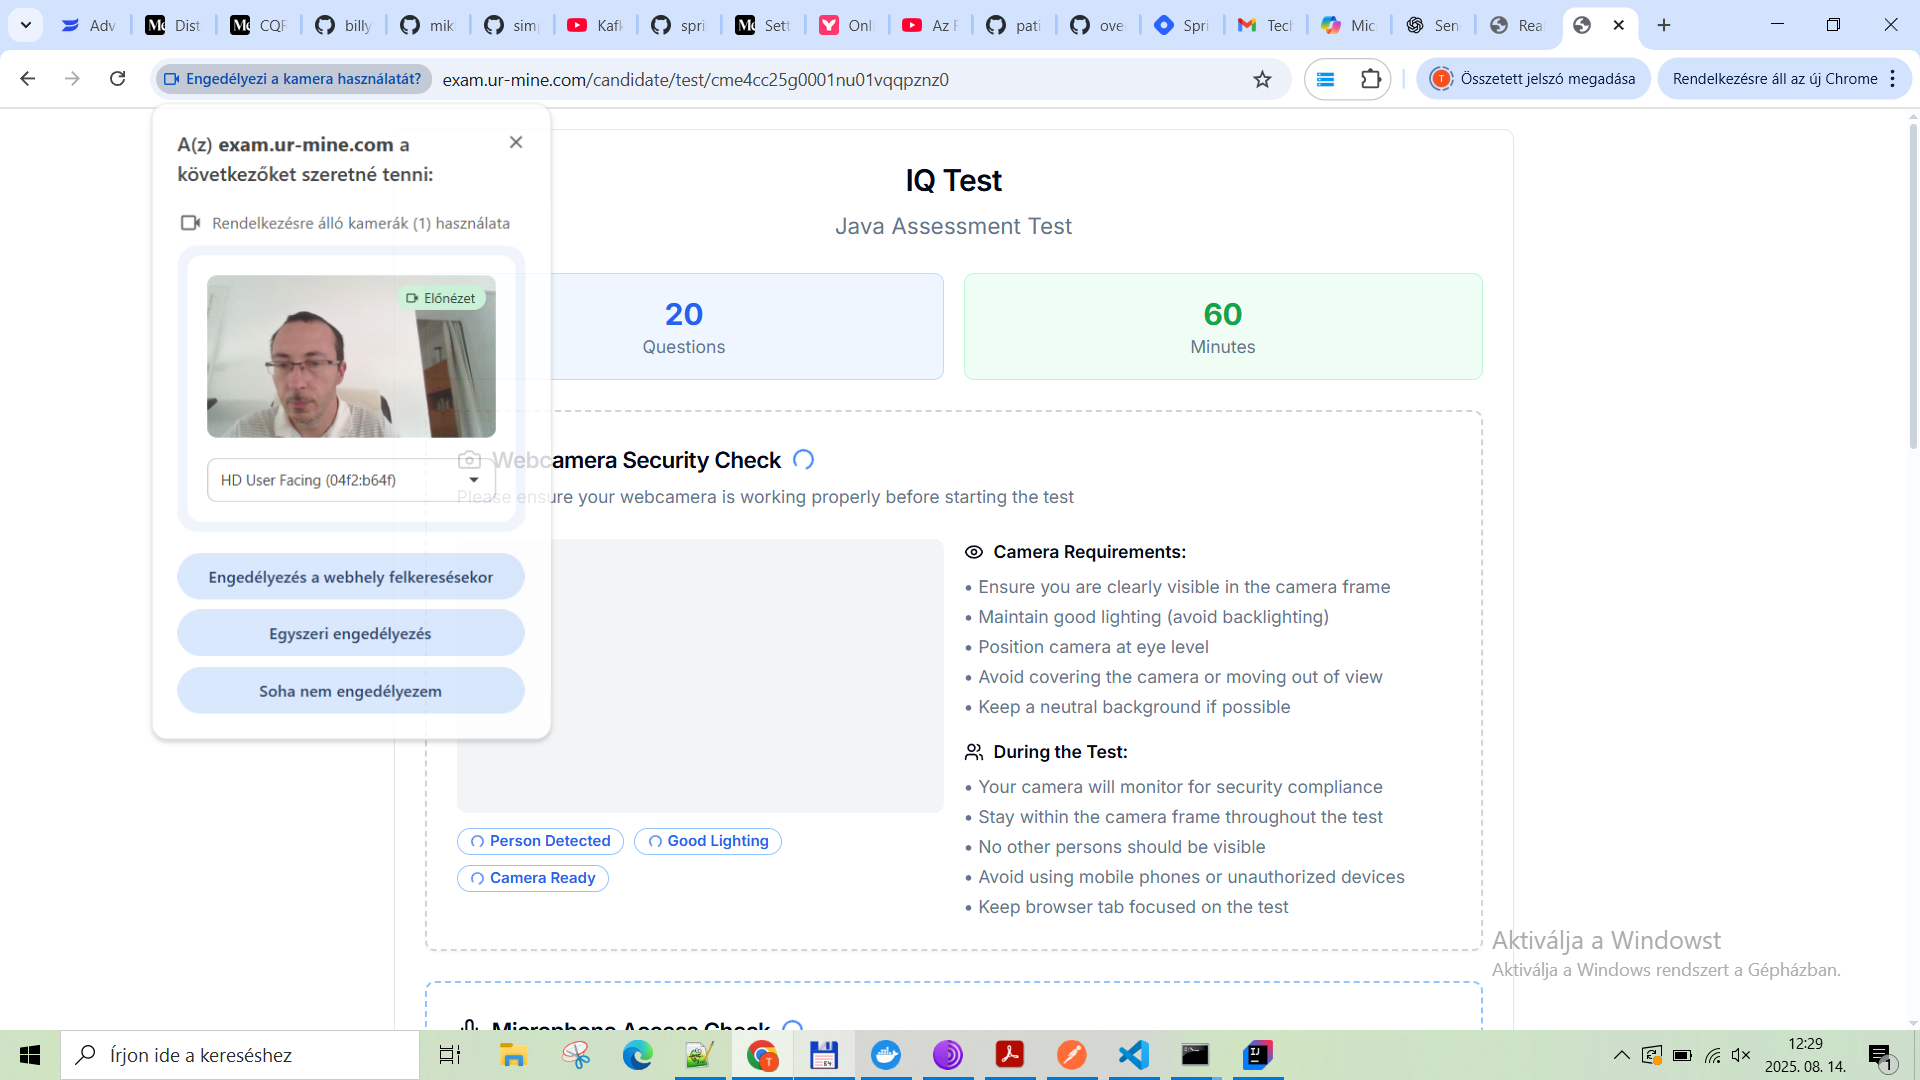 Adv
Dist
CQF
billy
mik
sim
Kafk
spri
Sett
Onli
Az F
pati
ove
Spri
Tech
Mic
Sen
Rea
Engedélyezi a kamera használatát?
exam.ur-mine.com/candidate/test/cme4cc25g0001nu01vqqpznz0
Összetett jelszó megadása
Rendelkezésre áll az új Chrome
A(z) exam.ur-mine.com a
következőket szeretné tenni:
Rendelkezésre álló kamerák (1) használata
Előnézet
HD User Facing (04f2:b64f)
Engedélyezés a webhely felkeresésekor
Egyszeri engedélyezés
Soha nem engedélyezem
IQ Test
Java Assessment Test
20
Questions
60
Minutes
Webcamera Security Check
Please ensure your webcamera is working properly before starting the test
Person Detected
Good Lighting
Camera Ready
Camera Requirements:
• Ensure you are clearly visible in the camera frame
• Maintain good lighting (avoid backlighting)
• Position camera at eye level
• Avoid covering the camera or moving out of view
• Keep a neutral background if possible
During the Test:
• Your camera will monitor for security compliance
• Stay within the camera frame throughout the test
• No other persons should be visible
• Avoid using mobile phones or unauthorized devices
• Keep browser tab focused on the test
Microphone Access Check
Aktiválja a Windowst
Aktiválja a Windows rendszert a Gépházban.
Írjon ide a kereséshez
12:29
2025. 08. 14.
1